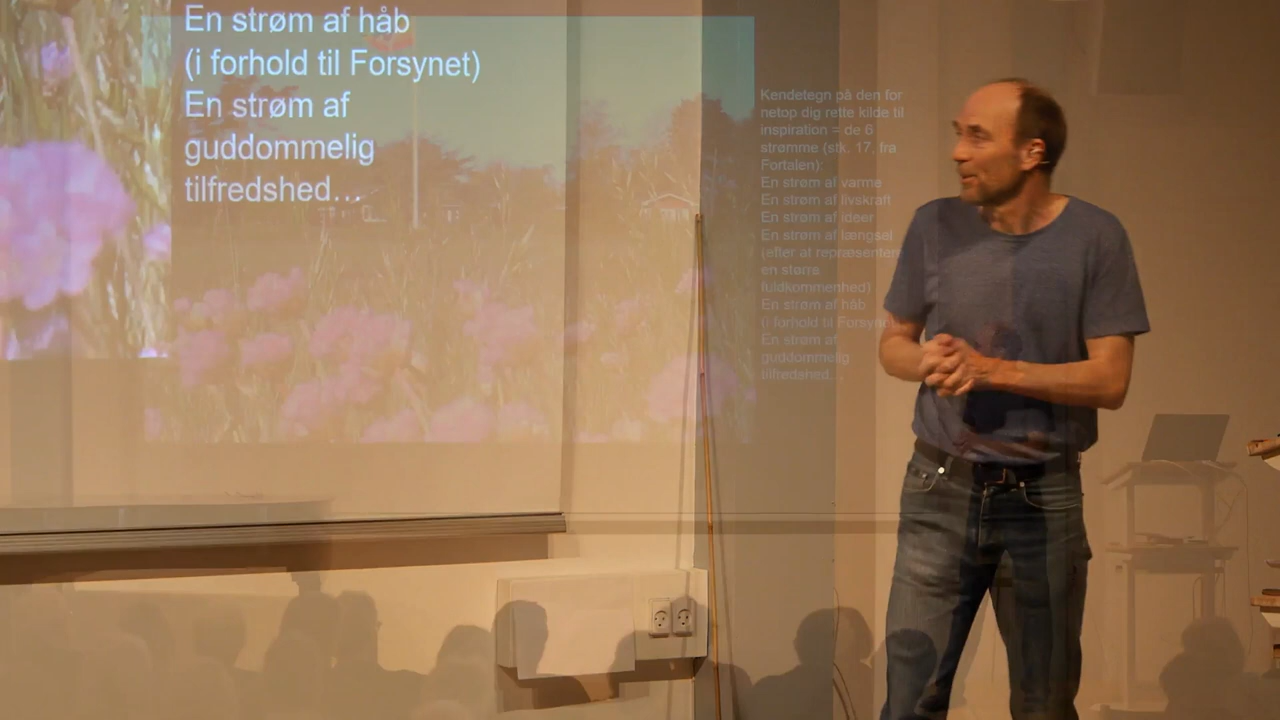 En strøm af håb
(i forhold til Forsynet)
En strøm af
guddommelig
tilfredshed...
Kendetegn på den for
netop dig rette kilde til
inspiration = de 6
strømme (stk. 17, fra
Fortalen):
En strøm af varme
En strøm af livskraft
En strøm af ideer
En strøm af længsel
(efter at repræsentere
en større
fuldkommenhed)
En strøm af håb
(i forhold til Forsynet)
En strøm af
guddommelig
tilfredshed...